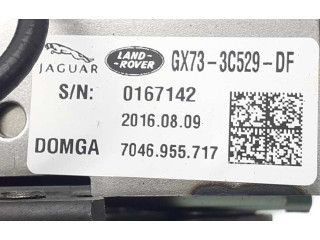 JAGUAR LAND-ROVER GX73-3C529-DF
S/N: 0167142
2016.08.09
DOMGA 7046.955.717